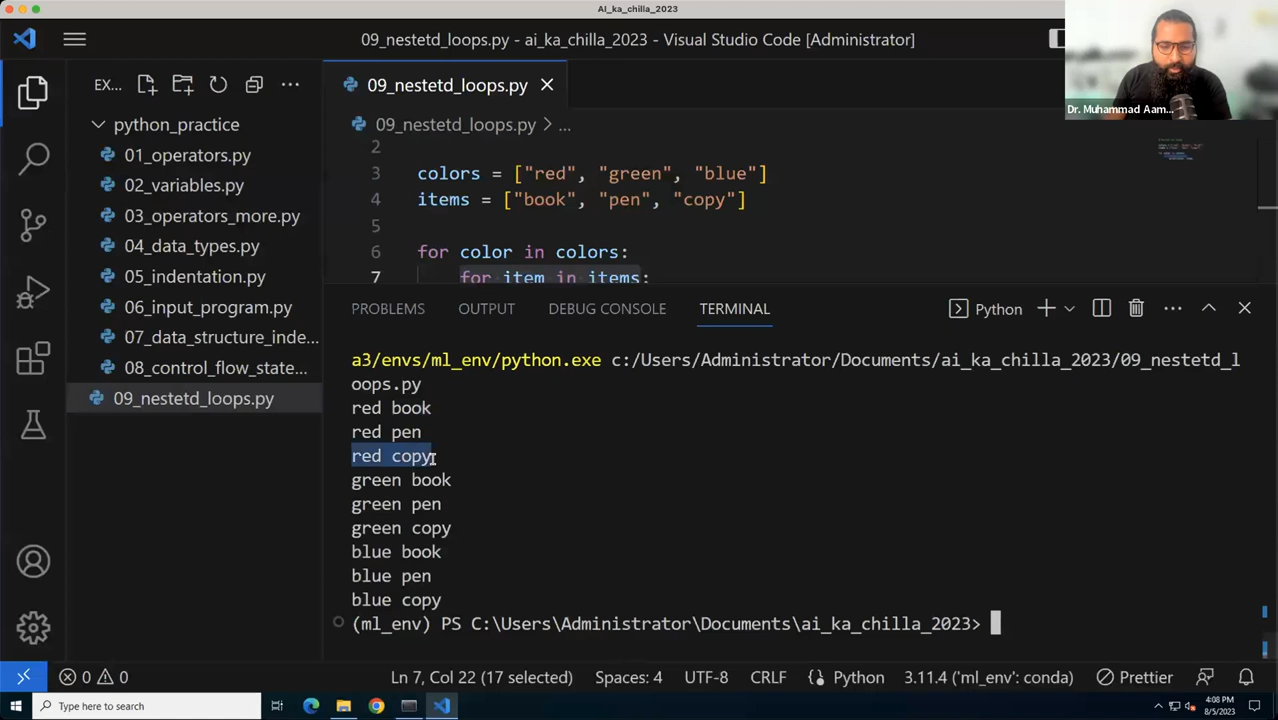 AI_ka_chilla_2023
09_nestetd_loops.py - ai_ka_chilla_2023 - Visual Studio Code [Administrator]
Dr. Muhammad Aam...
EX...
09_nestetd_loops.py
python_practice
01_operators.py
02_variables.py
03_operators_more.py
04_data_types.py
05_indentation.py
06_input_program.py
07_data_structure_inde...
08_control_flow_state...
09_nestetd_loops.py
09_nestetd_loops.py > ...
2
3 colors = ["red", "green", "blue"]
4 items = ["book", "pen", "copy"]
5
6 for color in colors:
7 for item in items:
PROBLEMS OUTPUT DEBUG CONSOLE TERMINAL
Python
a3/envs/ml_env/python.exe c:/Users/Administrator/Documents/ai_ka_chilla_2023/09_nestetd_l
oops.py
red book
red pen
red copy
green book
green pen
green copy
blue book
blue pen
blue copy
(ml_env) PS C:\Users\Administrator\Documents\ai_ka_chilla_2023>
0 0 Ln 7, Col 22 (17 selected) Spaces: 4 UTF-8 CRLF Python 3.11.4 ('ml_env': conda) Prettier
Type here to search
4:08 PM
8/5/2023